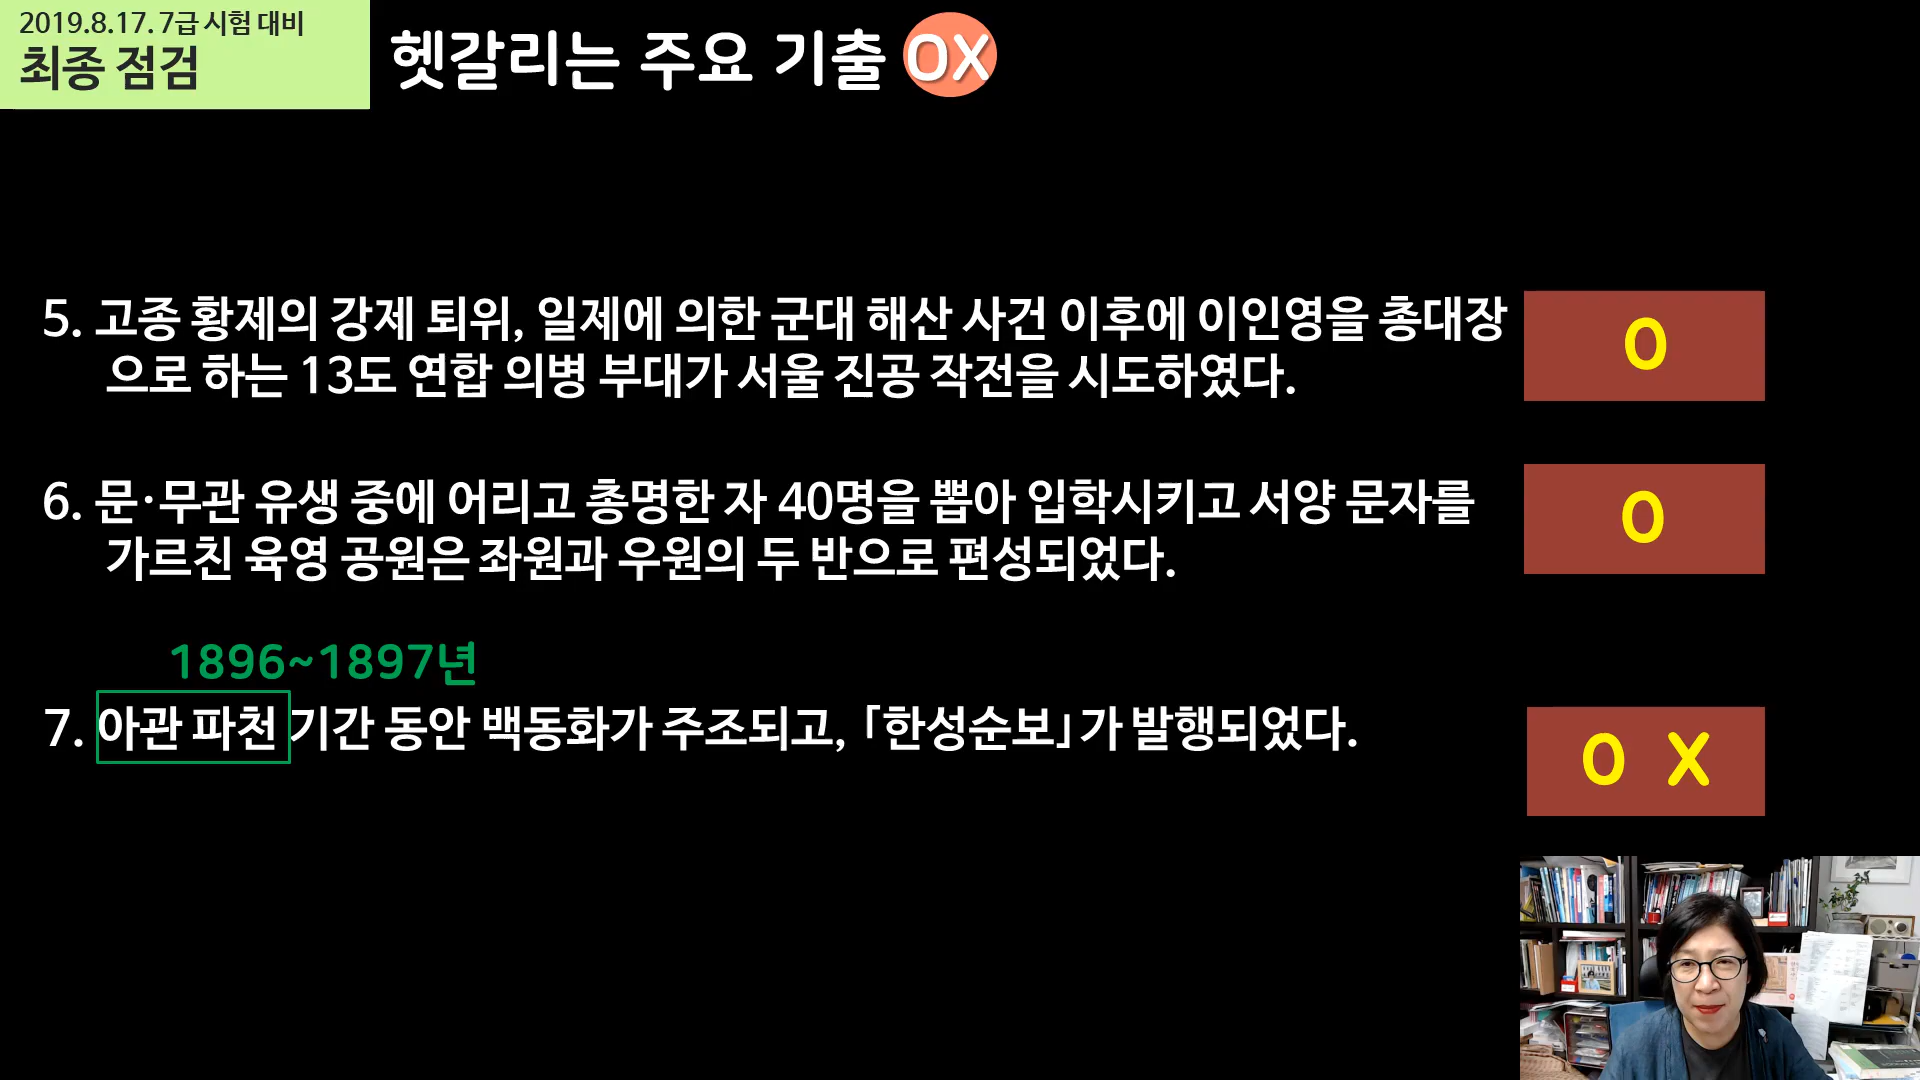 2019.8.17. 7급 시험 대비
최종 점검
헷갈리는 주요 기출 OX
5. 고종 황제의 강제 퇴위, 일제에 의한 군대 해산 사건 이후에 이인영을 총대장
으로 하는 13도 연합 의병 부대가 서울 진공 작전을 시도하였다.
O
6. 문·무관 유생 중에 어리고 총명한 자 40명을 뽑아 입학시키고 서양 문자를
가르친 육영 공원은 좌원과 우원의 두 반으로 편성되었다.
O
1896~1897년
7. 아관 파천 기간 동안 백동화가 주조되고, 「한성순보」가 발행되었다.
O X